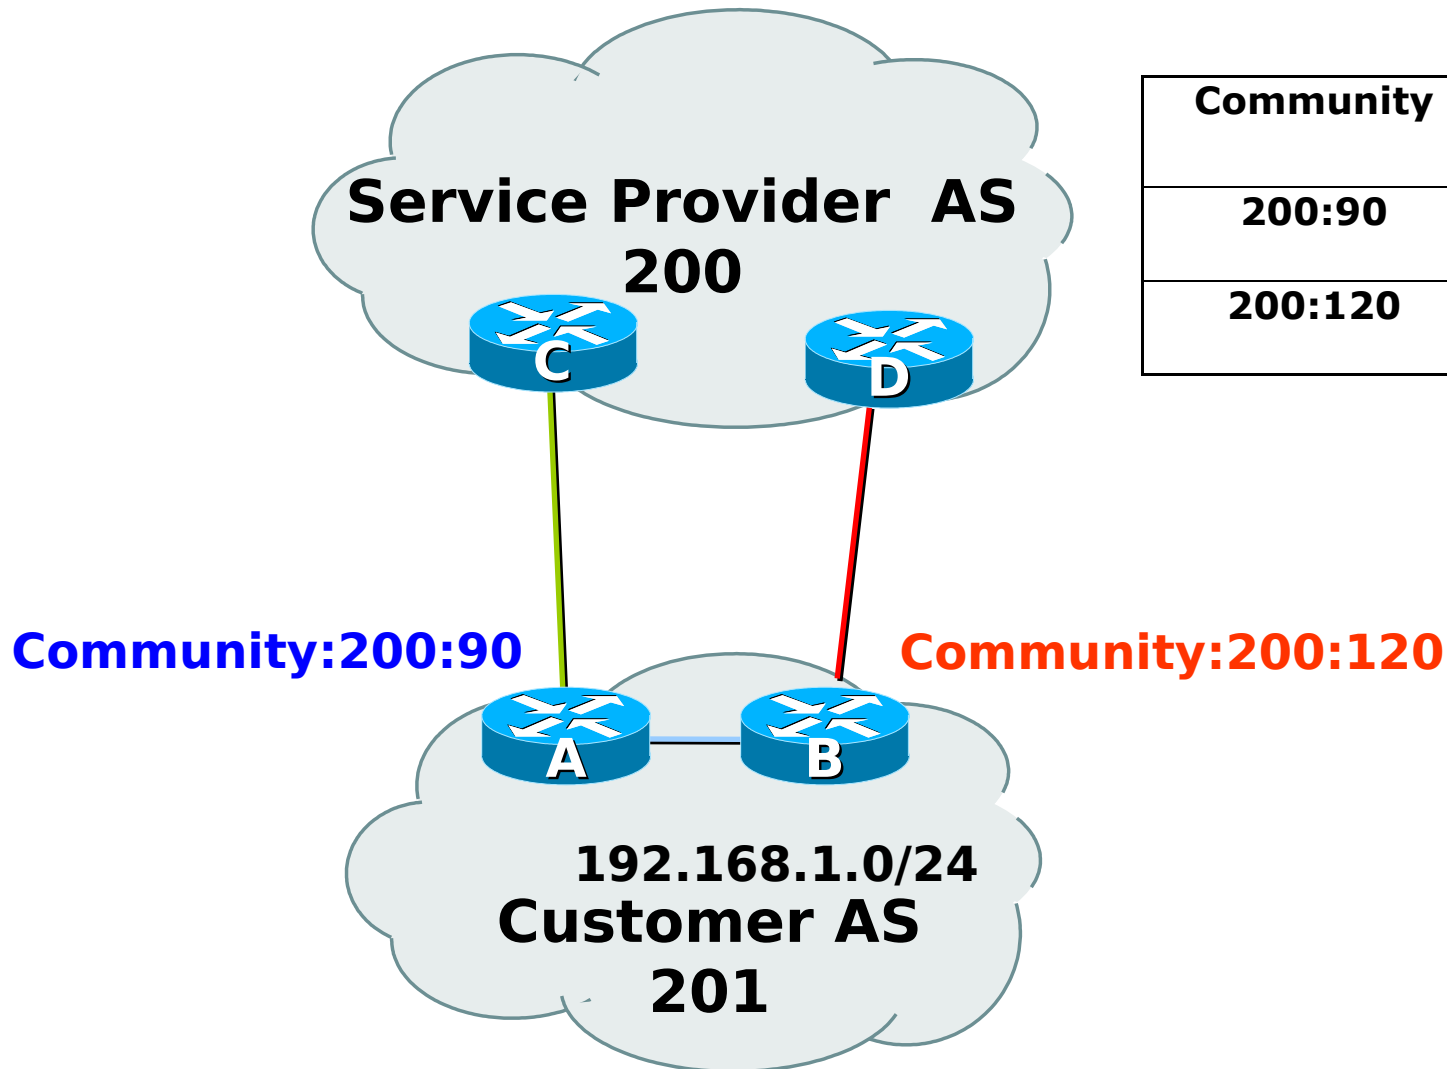 Service Provider  AS
200
Community
200:90
200:120
C
D
Community:200:90
Community:200:120
A
B
192.168.1.0/24
Customer AS
201